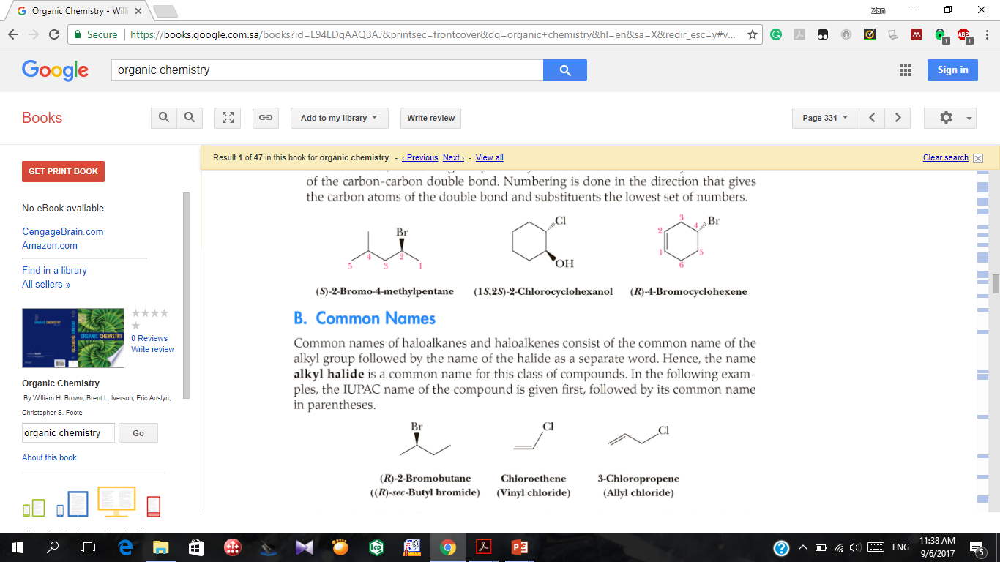 Organic Chemistry - Will
Zan
Secure
https://books.google.com.sa/books?id=L94EDgAAQBAJ&printsec=frontcover&dq=organic+chemistry&hl=en&sa=X&redir_esc=y#v...
ABP
1
1
Google
organic chemistry
Sign in
Books
Add to my library
Write review
Page 331
Result 1 of 47 in this book for organic chemistry - ‹ Previous Next › - View all
Clear search
GET PRINT BOOK
No eBook available
CengageBrain.com
Amazon.com
Find in a library
All sellers »
ORGANIC CHEMISTRY
ORGANIC CHEMISTRY
0 Reviews
Write review
Organic Chemistry
By William H. Brown, Brent L. Iverson, Eric Anslyn,
Christopher S. Foote
organic chemistry
Go
About this book
of the carbon-carbon double bond. Numbering is done in the direction that gives
the carbon atoms of the double bond and substituents the lowest set of numbers.
Br
5
4
3
2
1
Cl
OH
3
4
Br
2
1
5
6
(S)-2-Bromo-4-methylpentane
(1S,2S)-2-Chlorocyclohexanol
(R)-4-Bromocyclohexene
B. Common Names
Common names of haloalkanes and haloalkenes consist of the common name of the
alkyl group followed by the name of the halide as a separate word. Hence, the name
alkyl halide is a common name for this class of compounds. In the following exam-
ples, the IUPAC name of the compound is given first, followed by its common name
in parentheses.
Br
Cl
Cl
(R)-2-Bromobutane
Chloroethene
3-Chloropropene
((R)-sec-Butyl bromide)
(Vinyl chloride)
(Allyl chloride)
ENG
11:38 AM
9/6/2017
5